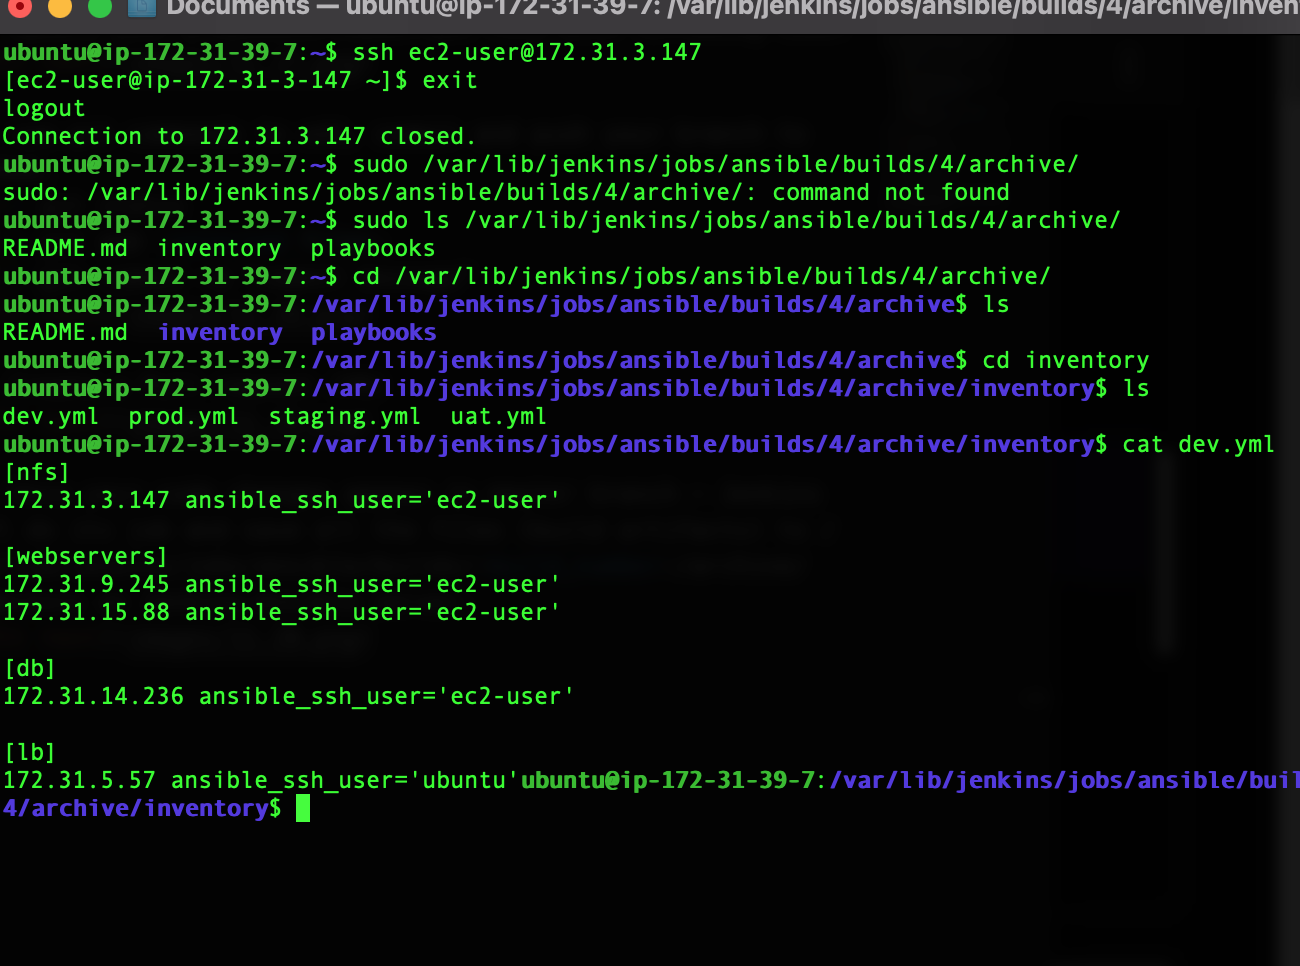 Documents — ubuntu@ip-172-31-39-7: /var/lib/jenkins/jobs/ansible/builds/4/archive/inven
ubuntu@ip-172-31-39-7:~$ ssh ec2-user@172.31.3.147
[ec2-user@ip-172-31-3-147 ~]$ exit
logout
Connection to 172.31.3.147 closed.
ubuntu@ip-172-31-39-7:~$ sudo /var/lib/jenkins/jobs/ansible/builds/4/archive/
sudo: /var/lib/jenkins/jobs/ansible/builds/4/archive/: command not found
ubuntu@ip-172-31-39-7:~$ sudo ls /var/lib/jenkins/jobs/ansible/builds/4/archive/
README.md  inventory  playbooks
ubuntu@ip-172-31-39-7:~$ cd /var/lib/jenkins/jobs/ansible/builds/4/archive/
ubuntu@ip-172-31-39-7:/var/lib/jenkins/jobs/ansible/builds/4/archive$ ls
README.md  inventory  playbooks
ubuntu@ip-172-31-39-7:/var/lib/jenkins/jobs/ansible/builds/4/archive$ cd inventory
ubuntu@ip-172-31-39-7:/var/lib/jenkins/jobs/ansible/builds/4/archive/inventory$ ls
dev.yml  prod.yml  staging.yml  uat.yml
ubuntu@ip-172-31-39-7:/var/lib/jenkins/jobs/ansible/builds/4/archive/inventory$ cat dev.yml
[nfs]
172.31.3.147 ansible_ssh_user='ec2-user'
[webservers]
172.31.9.245 ansible_ssh_user='ec2-user'
172.31.15.88 ansible_ssh_user='ec2-user'
[db]
172.31.14.236 ansible_ssh_user='ec2-user'
[lb]
172.31.5.57 ansible_ssh_user='ubuntu'ubuntu@ip-172-31-39-7:/var/lib/jenkins/jobs/ansible/buil
4/archive/inventory$